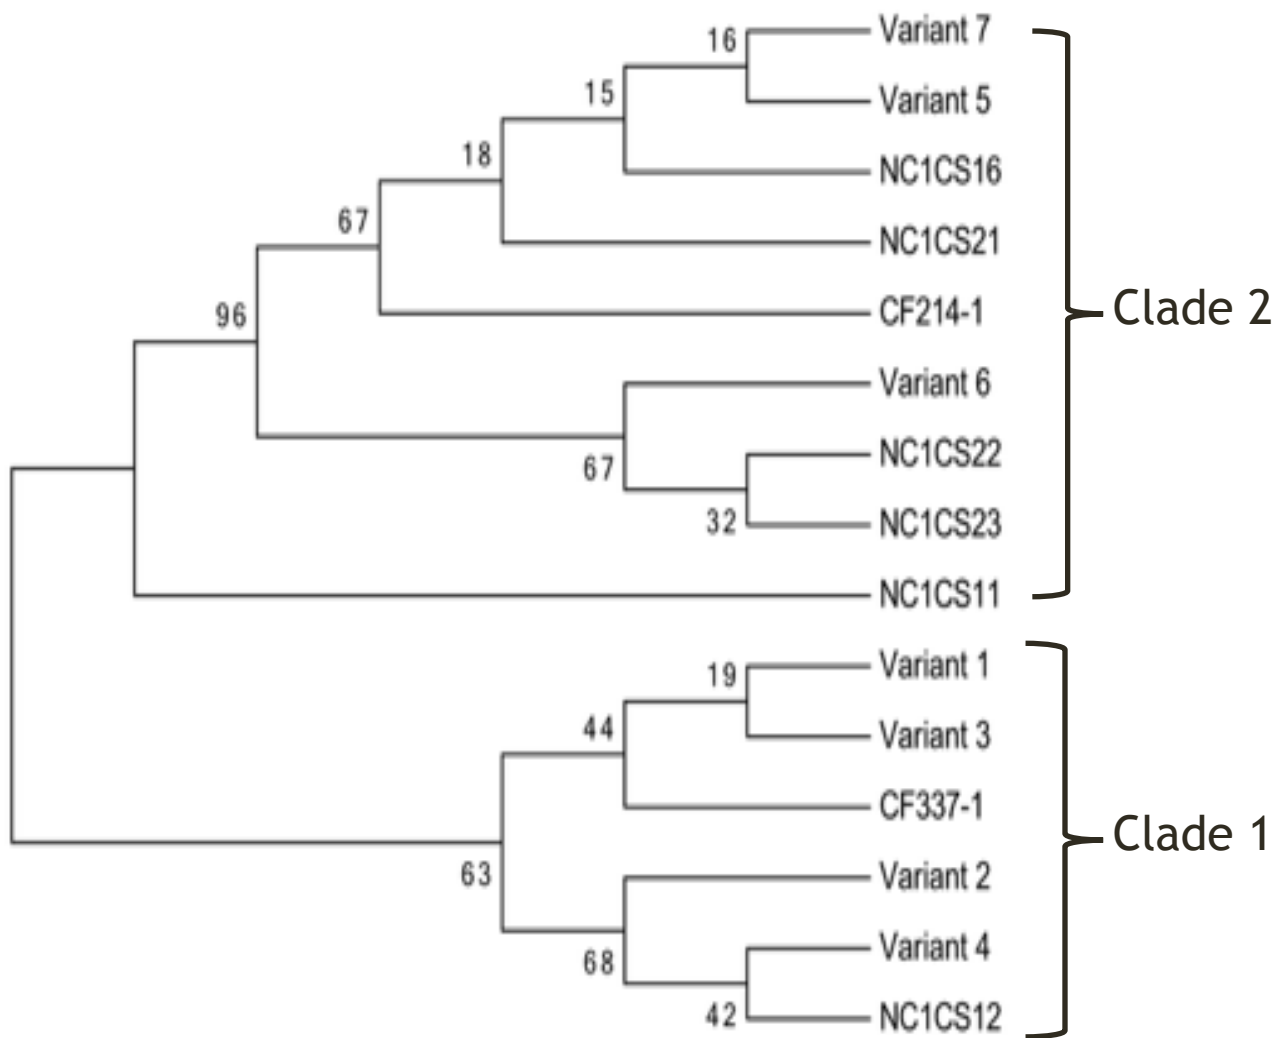 Variant 7
16
Variant 5
15
NC1CS16
18
NC1CS21
67
CF214-1
Clade 2
96
Variant 6
NC1CS22
67
NC1CS23
32
NC1CS11
Variant 1
19
Variant 3
44
CF337-1
Clade 1
63
Variant 2
Variant 4
68
NC1CS12
42